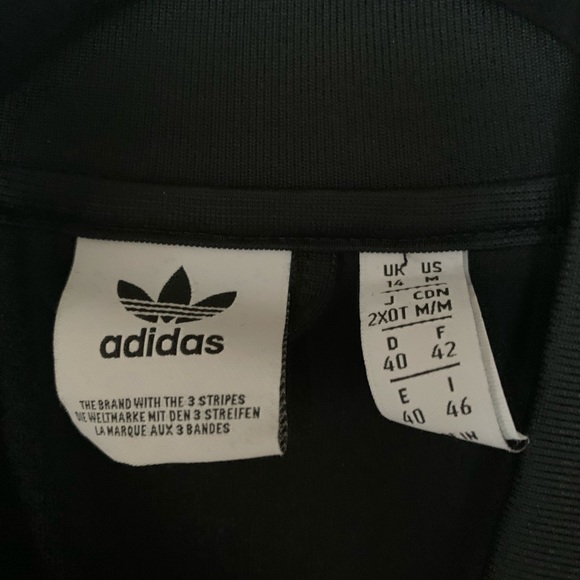 adidas
THE BRAND WITH THE 3 STRIPES
DIE WELTMARKE MIT DEN 3 STREIFEN
LA MARQUE AUX 3 BANDES
UK US
14 M
J CDN
2XOT M/M
D F
40 42
E I
40 46